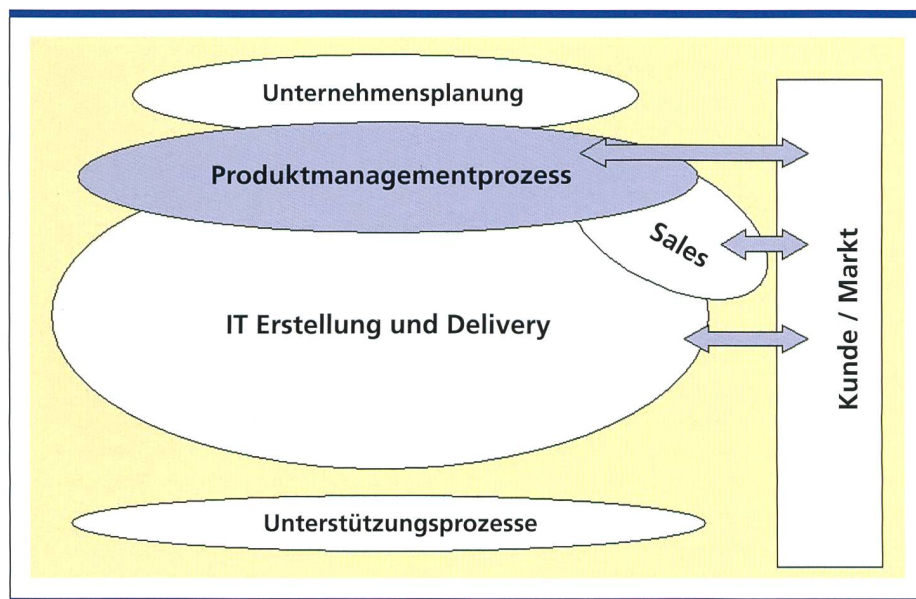 Unternehmensplanung
Produktmanagementprozess
Sales
IT Erstellung und Delivery
Kunde / Markt
Unterstützungsprozesse